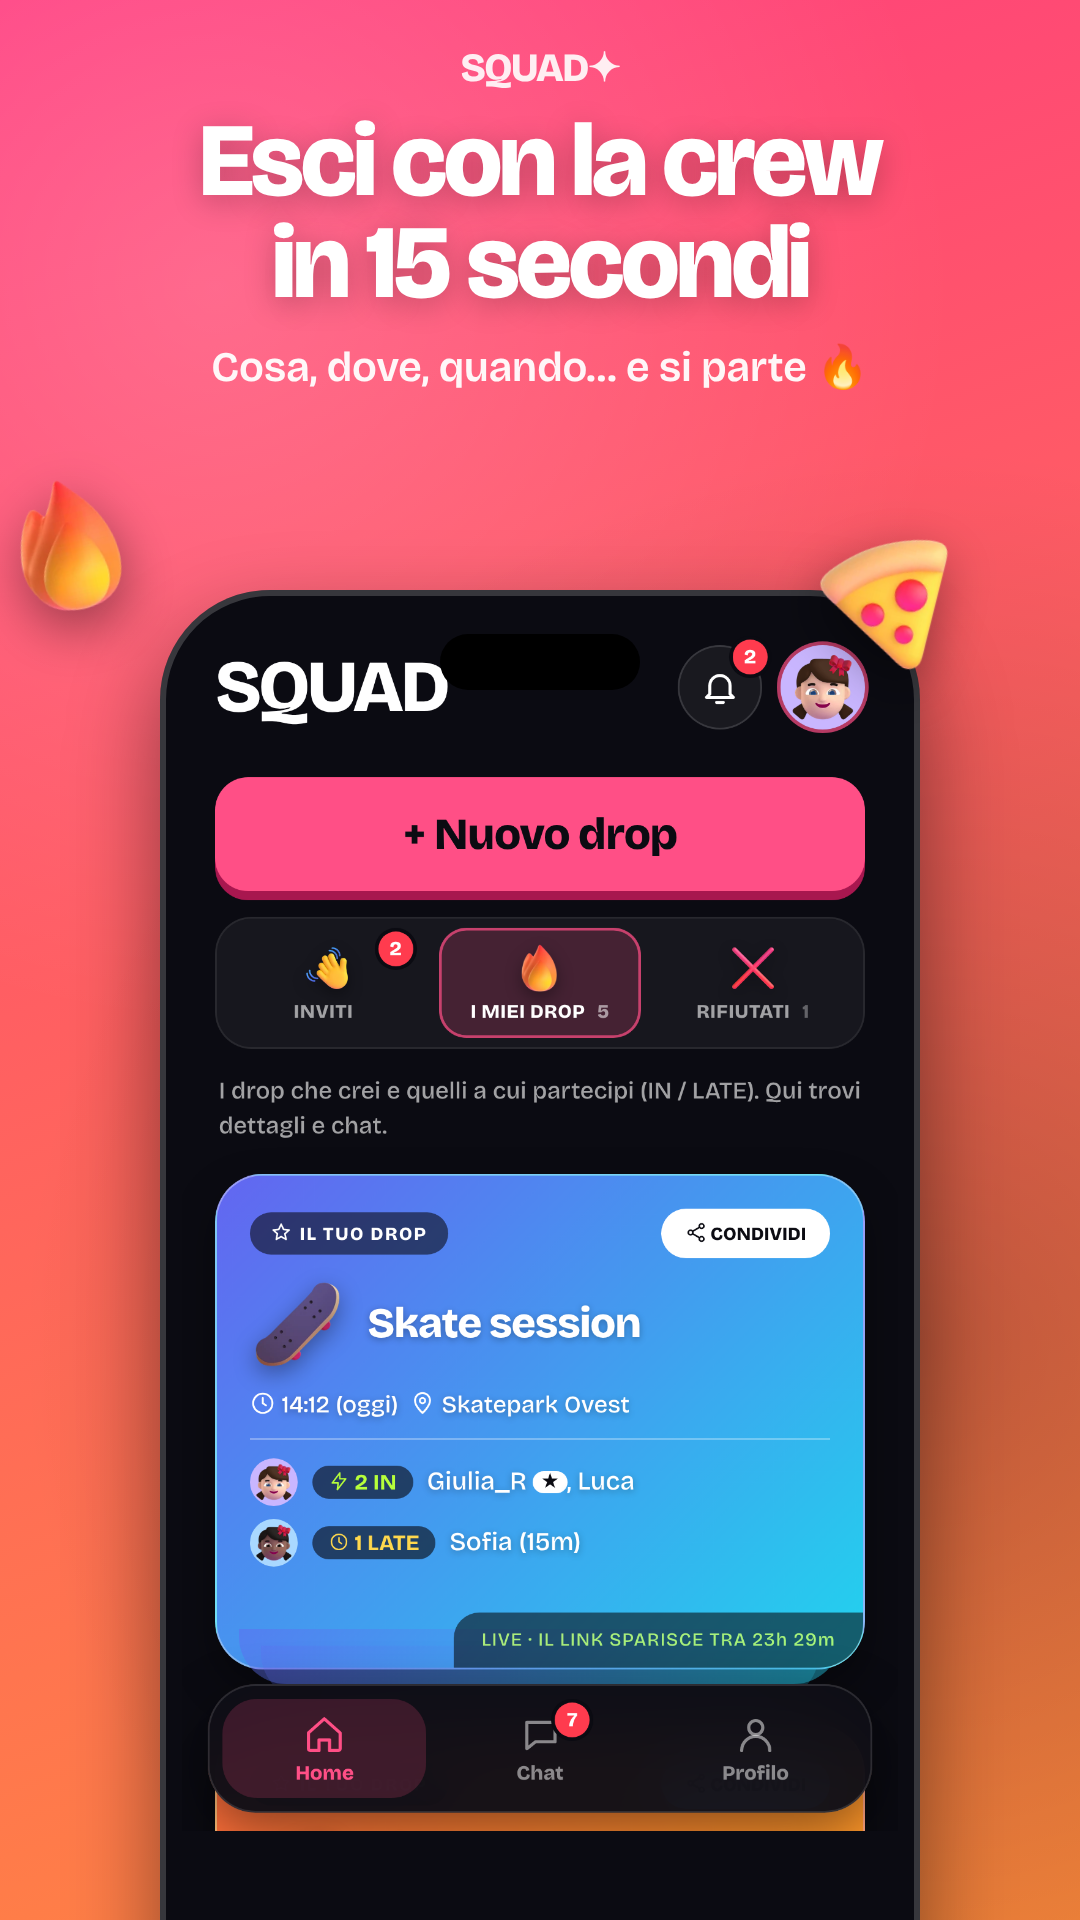 SQUAD
Esci con la crew
in 15 secondi
Cosa, dove, quando... e si parte 🔥
SQUAD
2
+ Nuovo drop
2
INVITI
I MIEI DROP 5
RIFIUTATI 1
I drop che crei e quelli a cui partecipi (IN / LATE). Qui trovi
dettagli e chat.
IL TUO DROP
CONDIVIDI
Skate session
14:12 (oggi) Skatepark Ovest
2 IN Giulia_R ★, Luca
1 LATE Sofia (15m)
LIVE · IL LINK SPARISCE TRA 23h 29m
7
Home
Chat
Profilo